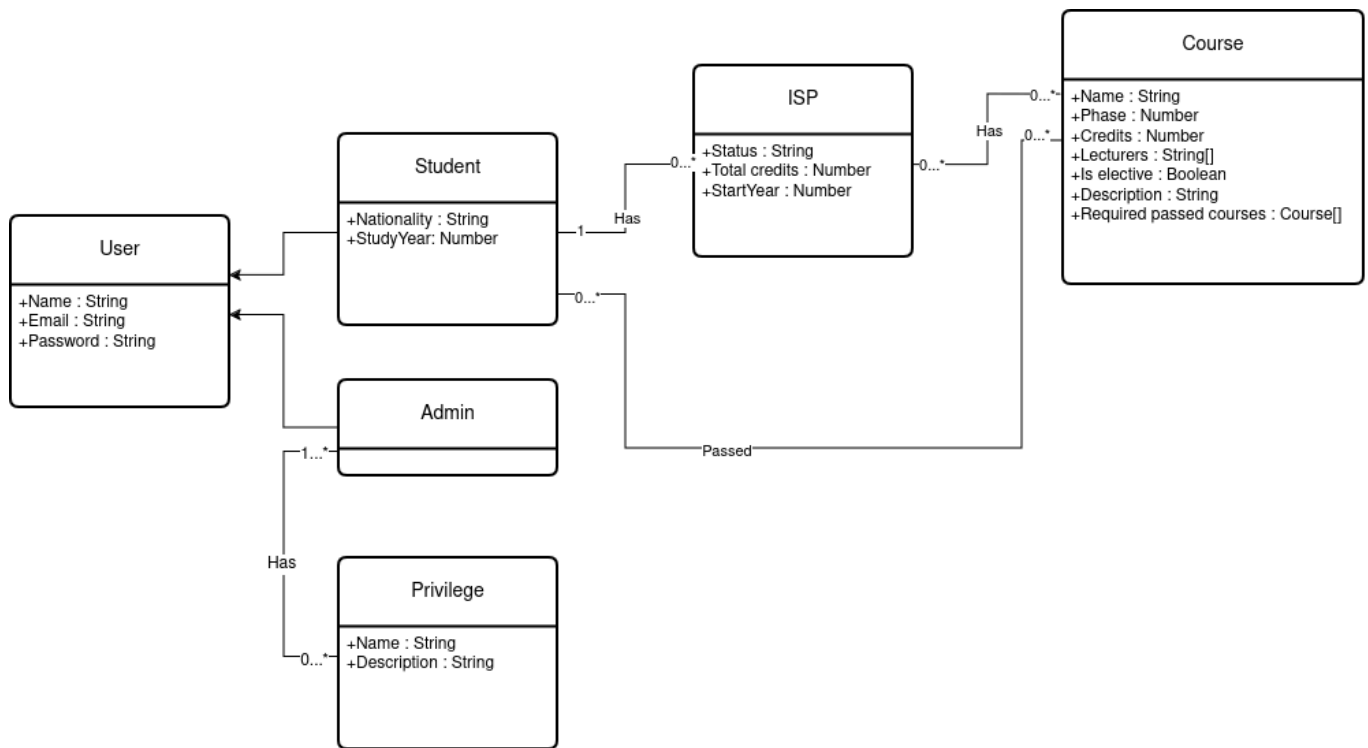 User
+Name : String
+Email : String
+Password : String
Student
+Nationality : String
+StudyYear: Number
1
Has
0...*
0...*
Passed
0...*
ISP
+Status : String
+Total credits : Number
+StartYear : Number
0...*
Has
0...*
Course
+Name : String
+Phase : Number
+Credits : Number
+Lecturers : String[]
+Is elective : Boolean
+Description : String
+Required passed courses : Course[]
Admin
1...*
Has
0...*
Privilege
+Name : String
+Description : String